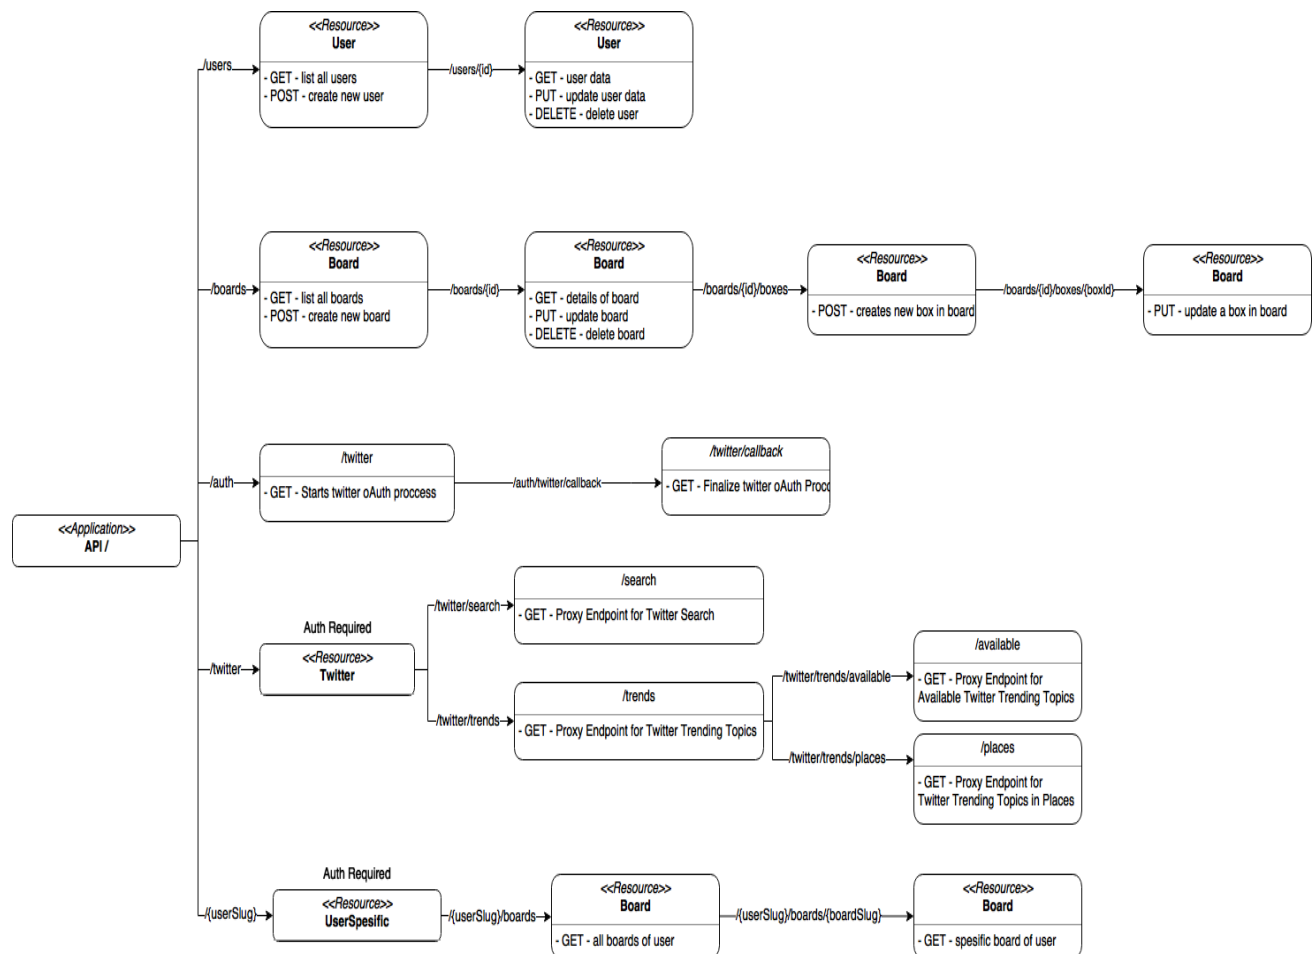 <<Resource>>
User
- GET - list all users
- POST - create new user
/users
/users/{id}
<<Resource>>
User
- GET - user data
- PUT - update user data
- DELETE - delete user
/boards
<<Resource>>
Board
- GET - list all boards
- POST - create new board
/boards/{id}
<<Resource>>
Board
- GET - details of board
- PUT - update board
- DELETE - delete board
/boards/{id}/boxes
<<Resource>>
Board
- POST - creates new box in board
/boards/{id}/boxes/{boxId}
<<Resource>>
Board
- PUT - update a box in board
/auth
/twitter
- GET - Starts twitter oAuth proccess
/auth/twitter/callback
/twitter/callback
- GET - Finalize twitter oAuth Procc
<<Application>>
API /
/twitter
Auth Required
<<Resource>>
Twitter
/twitter/search
/search
- GET - Proxy Endpoint for Twitter Search
/twitter/trends
/trends
- GET - Proxy Endpoint for Twitter Trending Topics
/twitter/trends/available
/available
- GET - Proxy Endpoint for
Available Twitter Trending Topics
/twitter/trends/places
/places
- GET - Proxy Endpoint for
Twitter Trending Topics in Places
/{userSlug}
Auth Required
<<Resource>>
UserSpesific
/{userSlug}/boards
<<Resource>>
Board
- GET - all boards of user
/{userSlug}/boards/{boardSlug}
<<Resource>>
Board
- GET - spesific board of user